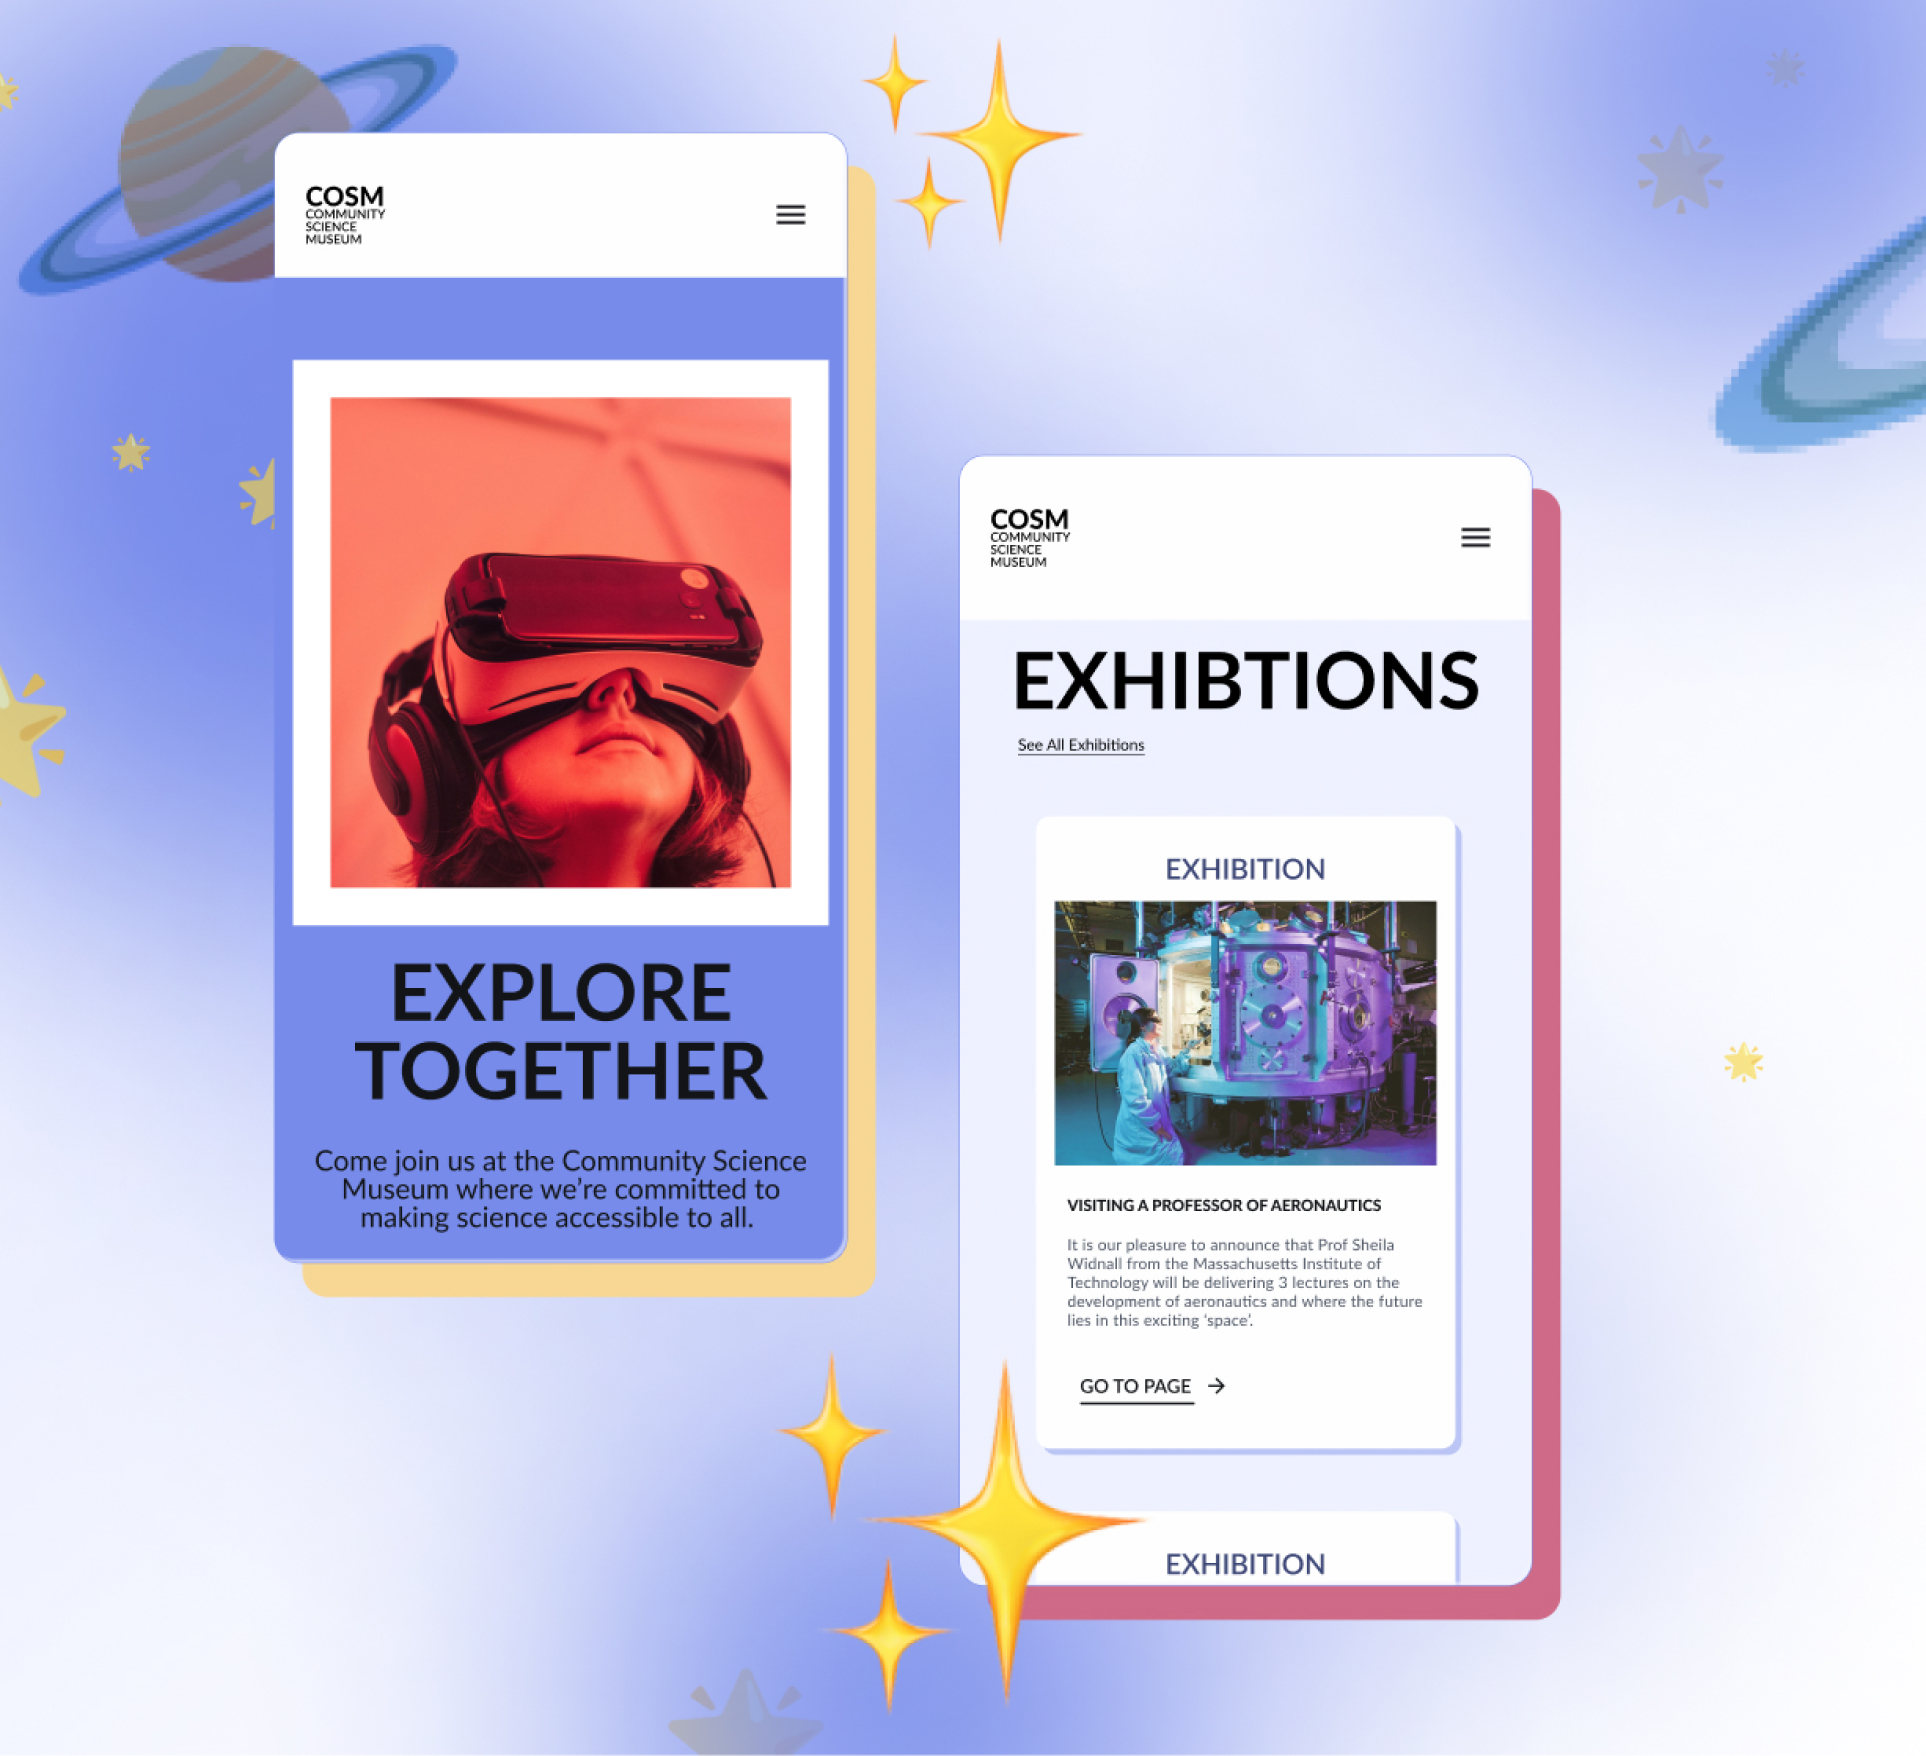 COSM
COMMUNITY
SCIENCE
MUSEUM
EXPLORE
TOGETHER
Come join us at the Community Science
Museum where we’re committed to
making science accessible to all.
COSM
COMMUNITY
SCIENCE
MUSEUM
EXHIBTIONS
See All Exhibitions
EXHIBITION
VISITING A PROFESSOR OF AERONAUTICS
It is our pleasure to announce that Prof Sheila
Widnall from the Massachusetts Institute of
Technology will be delivering 3 lectures on the
development of aeronautics and where the future
lies in this exciting ‘space’.
GO TO PAGE →
EXHIBITION